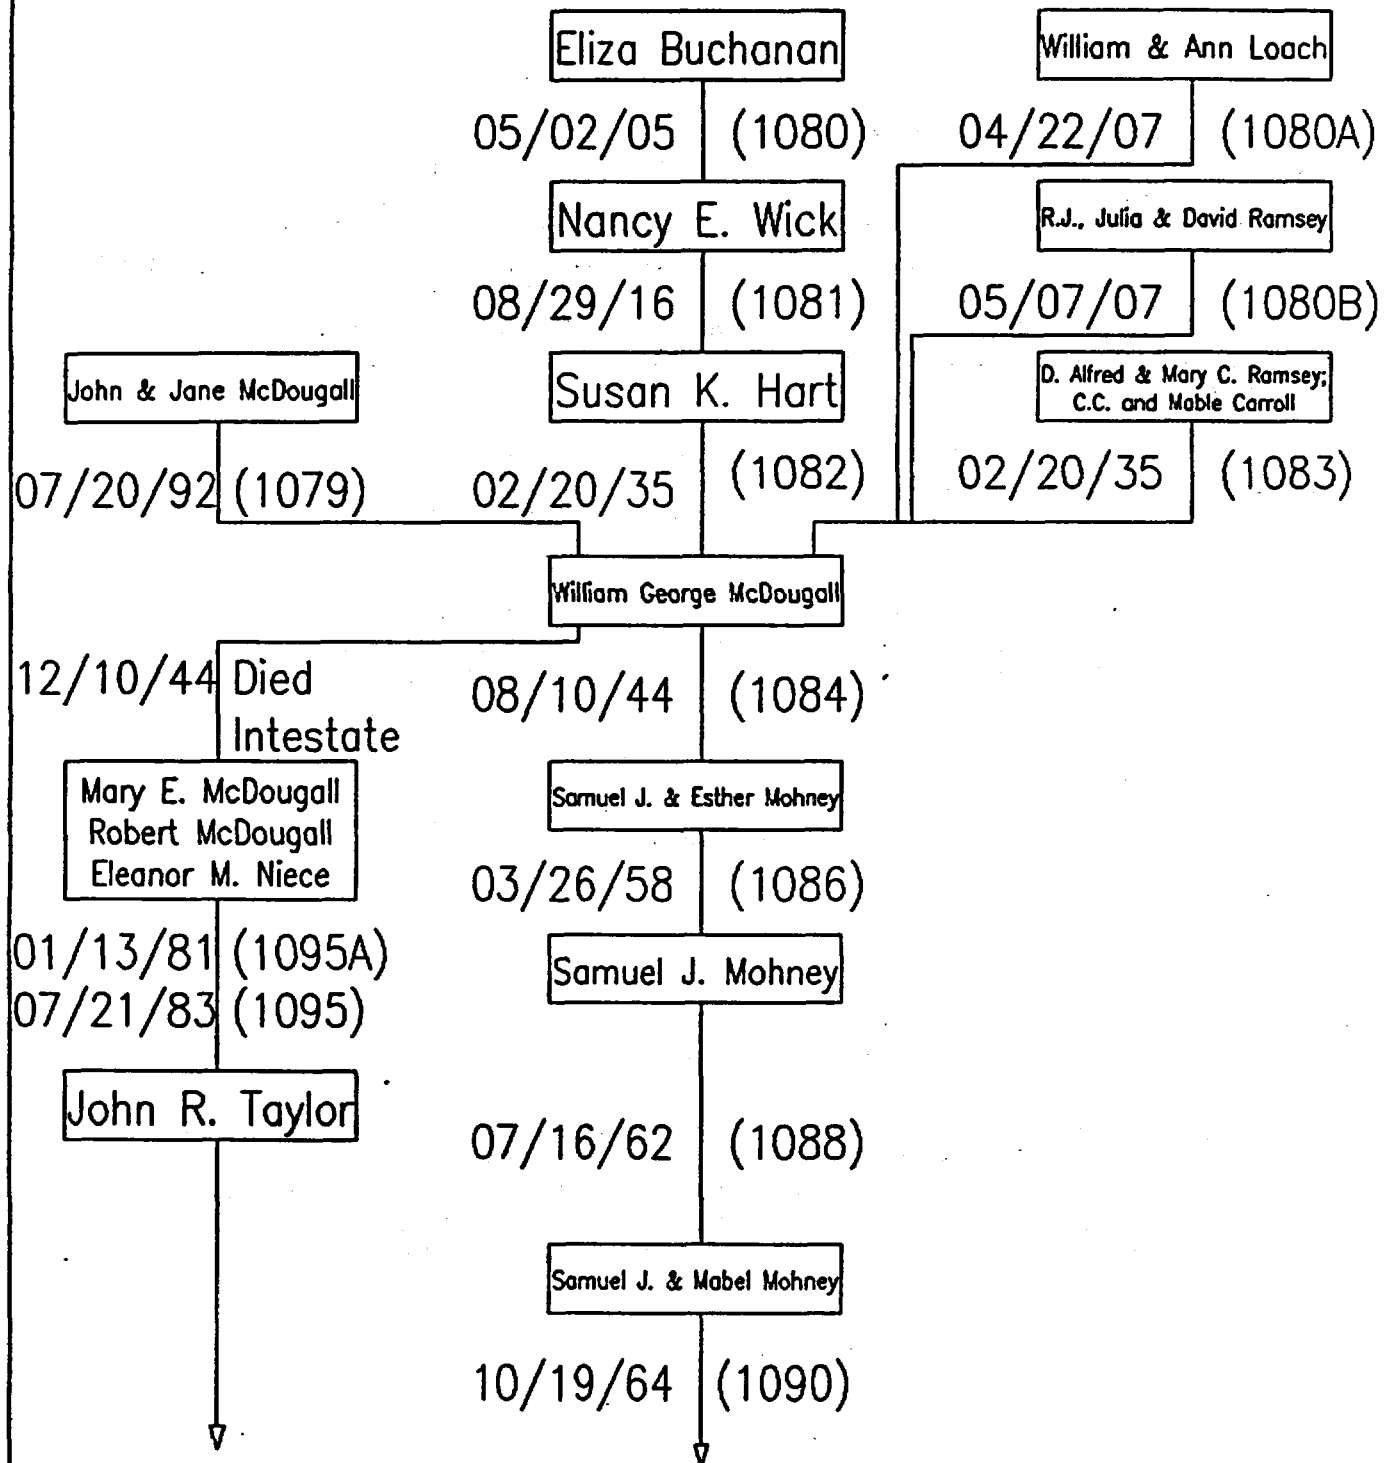 Eliza Buchanan
William & Ann Loach
05/02/05 (1080)
04/22/07 (1080A)
Nancy E. Wick
R.J., Julia & David Ramsey
08/29/16 (1081)
05/07/07 (1080B)
John & Jane McDougall
Susan K. Hart
D. Alfred & Mary C. Ramsey;
C.C. and Mable Carroll
07/20/92 (1079)
02/20/35 (1082)
02/20/35 (1083)
William George McDougall
12/10/44 Died
Intestate
08/10/44 (1084)
Mary E. McDougall
Robert McDougall
Eleanor M. Niece
Samuel J. & Esther Mohney
03/26/58 (1086)
01/13/81 (1095A)
07/21/83 (1095)
Samuel J. Mohney
John R. Taylor
07/16/62 (1088)
Samuel J. & Mabel Mohney
10/19/64 (1090)